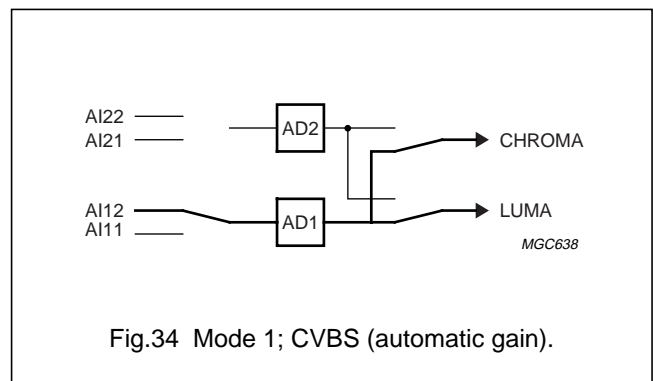 AI22
AI21
AD2
CHROMA
AI12
AI11
AD1
LUMA
MGC638
Fig.34 Mode 1; CVBS (automatic gain).